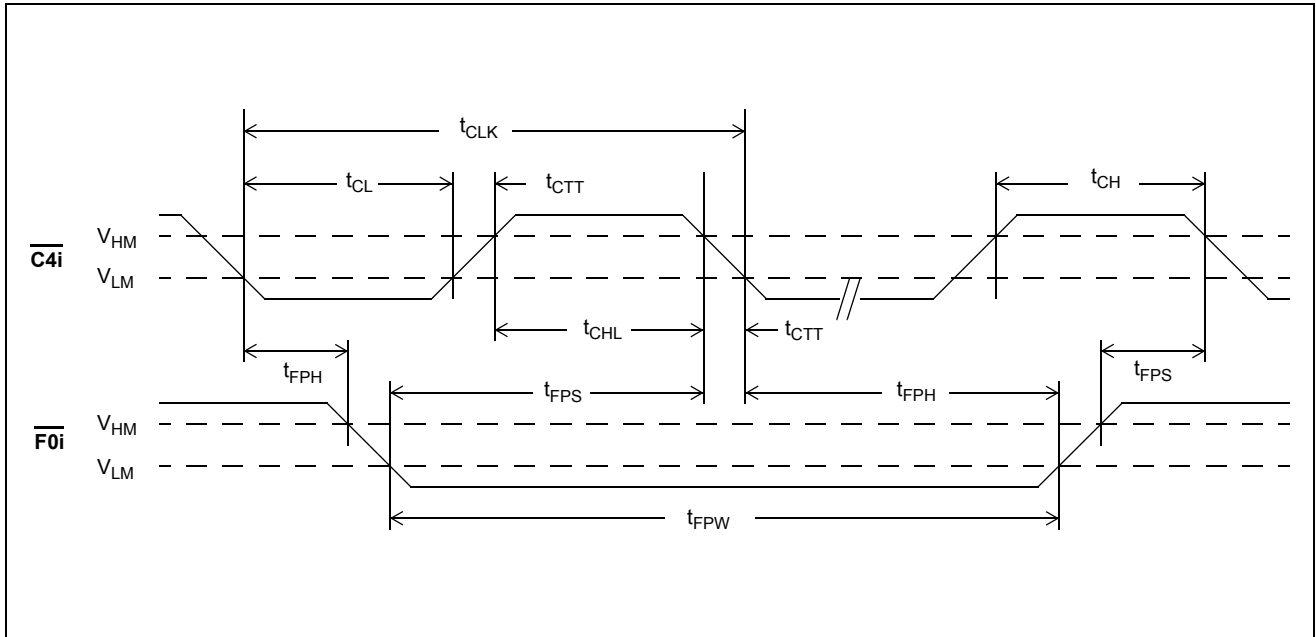 tCLK
tCL
tCTT
tCH
C4i
VHM
VLM
tCHL
tCTT
tFPH
tFPS
tFPH
tFPS
F0i
VHM
VLM
tFPW